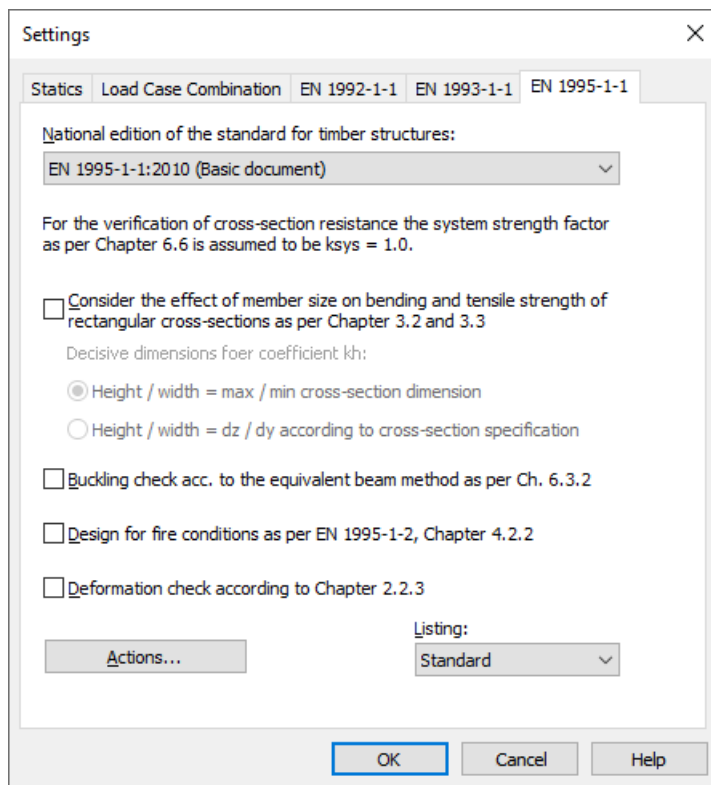 Settings
Statics Load Case Combination EN 1992-1-1 EN 1993-1-1 EN 1995-1-1
National edition of the standard for timber structures:
EN 1995-1-1:2010 (Basic document)
For the verification of cross-section resistance the system strength factor
as per Chapter 6.6 is assumed to be ksys = 1.0.
Consider the effect of member size on bending and tensile strength of
rectangular cross-sections as per Chapter 3.2 and 3.3
Decisive dimensions foer coefficient kh:
Height / width = max / min cross-section dimension
Height / width = dz / dy according to cross-section specification
Buckling check acc. to the equivalent beam method as per Ch. 6.3.2
Design for fire conditions as per EN 1995-1-2, Chapter 4.2.2
Deformation check according to Chapter 2.2.3
Listing:
Actions... Standard
OK Cancel Help